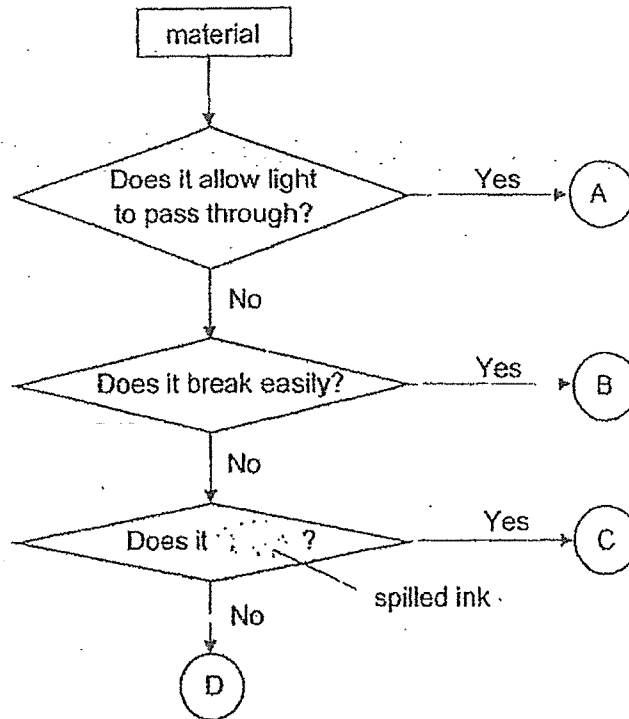 material
Does it allow light
to pass through?
Yes
A
No
Does it break easily?
Yes
B
No
Does it ?
Yes
C
spilled ink
No
D